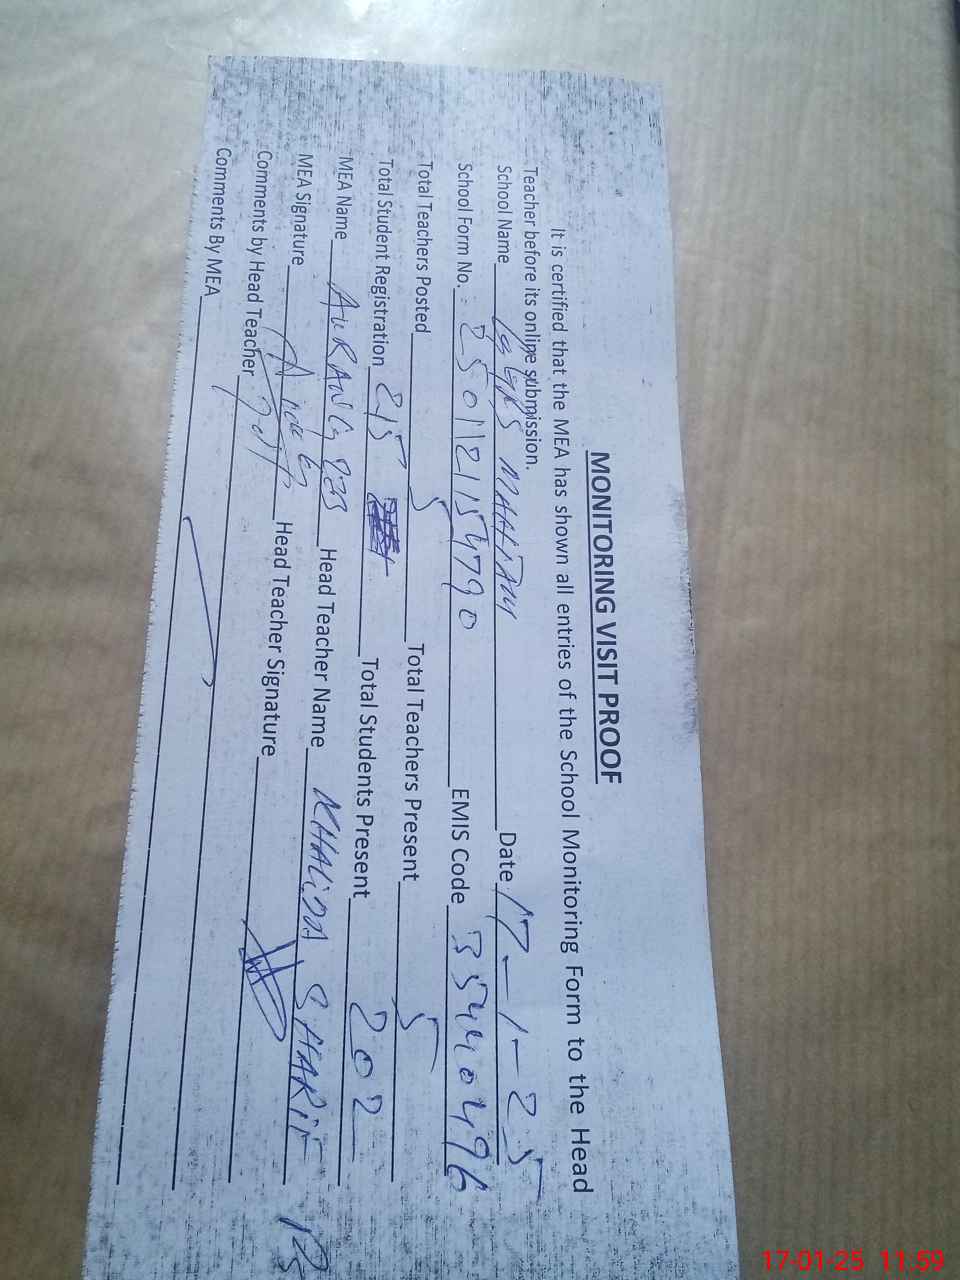 MONITORING VISIT PROOF
It is certified that the MEA has shown all entries of the School Monitoring Form to the Head
Teacher before its online submission.
School Name GGPS Date 17-1-25
School Form No. 25011211 790 EMIS Code 35440496
Total Teachers Posted 5 Total Teachers Present 5
Total Student Registration 215 Total Students Present 202
MEA Name AURANGZEB Head Teacher Name KHALIDA SHARIF
MEA Signature Head Teacher Signature
Comments by Head Teacher
Comments By MEA
17-01-25 11:59